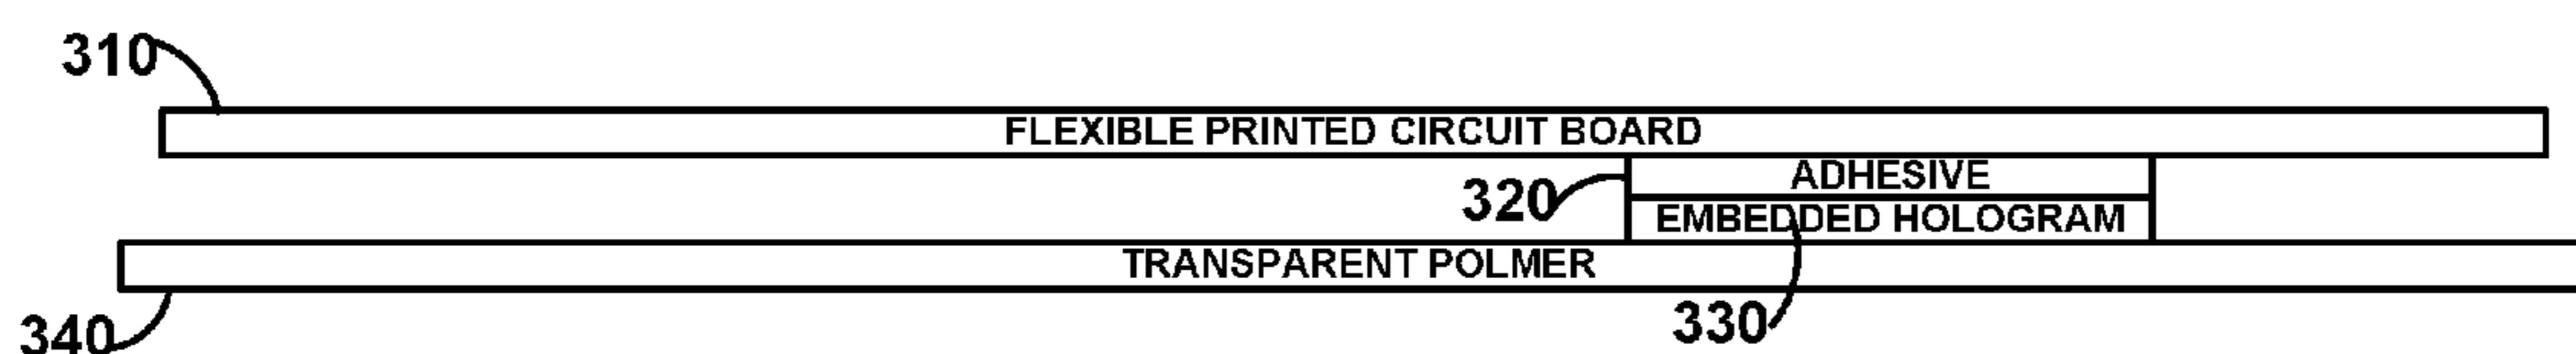 310
FLEXIBLE PRINTED CIRCUIT BOARD
ADHESIVE
320
EMBEDDED HOLOGRAM
TRANSPARENT POLMER
330
340